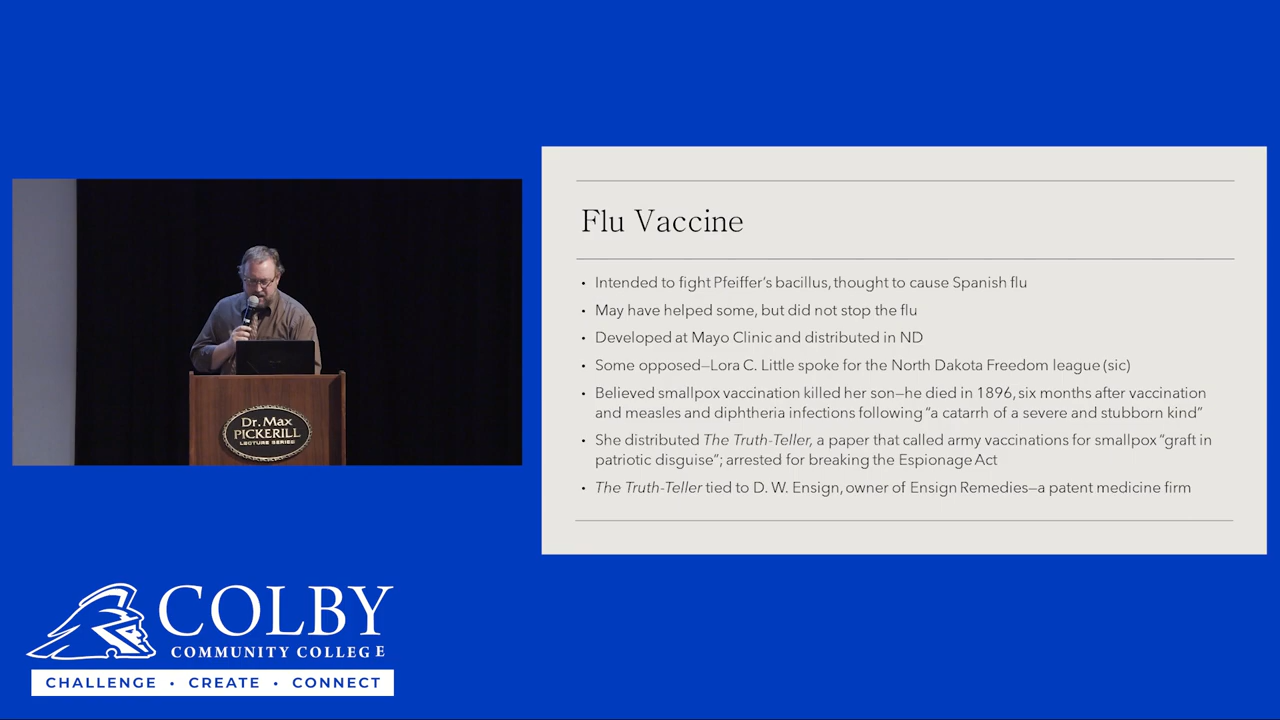 Flu Vaccine
• Intended to fight Pfeiffer's bacillus, thought to cause Spanish flu
• May have helped some, but did not stop the flu
• Developed at Mayo Clinic and distributed in ND
• Some opposed—Lora C. Little spoke for the North Dakota Freedom league (sic)
• Believed smallpox vaccination killed her son—he died in 1896, six months after vaccination
and measles and diphtheria infections following "a catarrh of a severe and stubborn kind"
• She distributed The Truth-Teller, a paper that called army vaccinations for smallpox "graft in
patriotic disguise"; arrested for breaking the Espionage Act
• The Truth-Teller tied to D. W. Ensign, owner of Ensign Remedies—a patent medicine firm
Dr. Max
PICKERILL
LECTURE SERIES
COLBY
COMMUNITY COLLEGE
CHALLENGE • CREATE • CONNECT